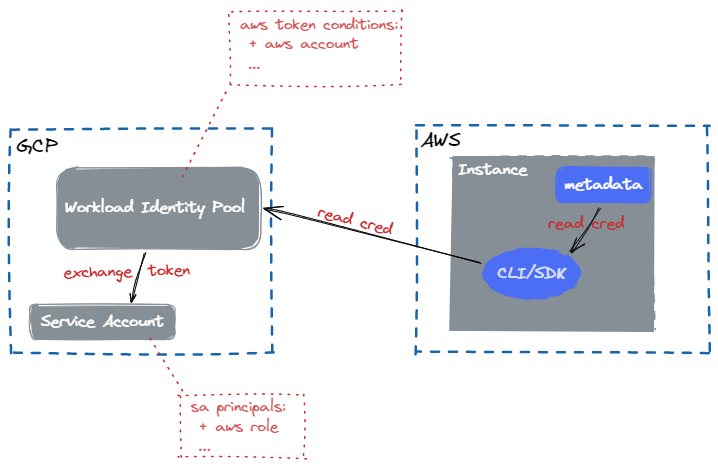 aws token conditions:
+ aws account
...
GCP
AWS
Instance
metadata
Workload Identity Pool
read cred
read cred
CLI/SDK
exchange token
Service Account
sa principals:
+ aws role
...